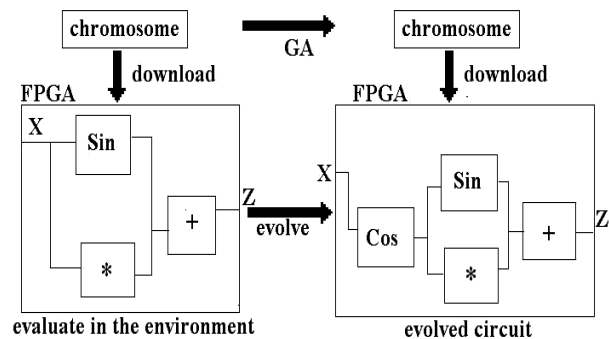 chromosome
GA
chromosome
download
download
FPGA
X
Sin
*
+
Z
evolve
FPGA
X
Cos
Sin
*
+
Z
evaluate in the environment
evolved circuit